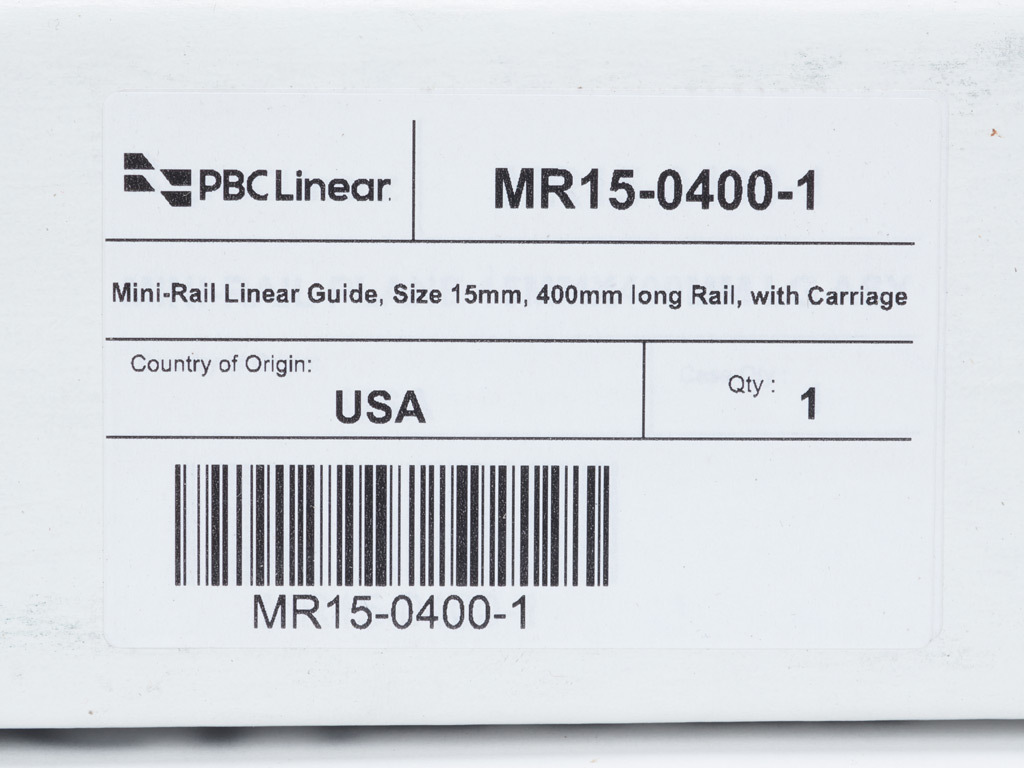 PBC Linear
MR15-0400-1
Mini-Rail Linear Guide, Size 15mm, 400mm long Rail, with Carriage
Country of Origin:
USA
Qty :
1
MR15-0400-1